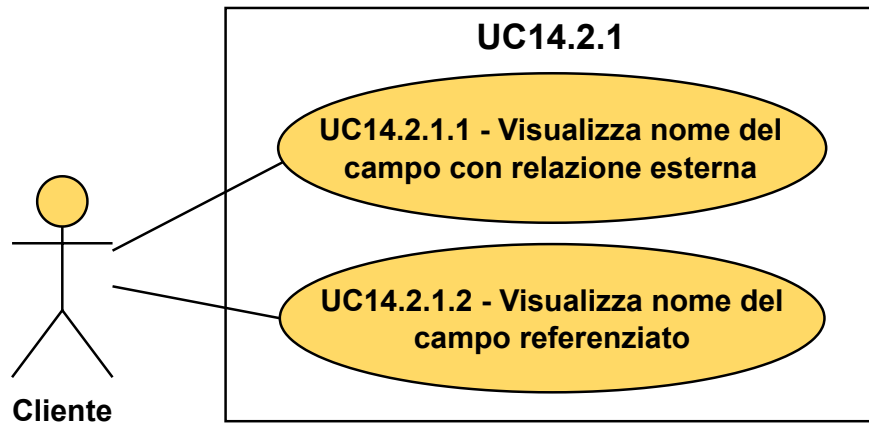 UC14.2.1
UC14.2.1.1 - Visualizza nome del
campo con relazione esterna
UC14.2.1.2 - Visualizza nome del
campo referenziato
Cliente